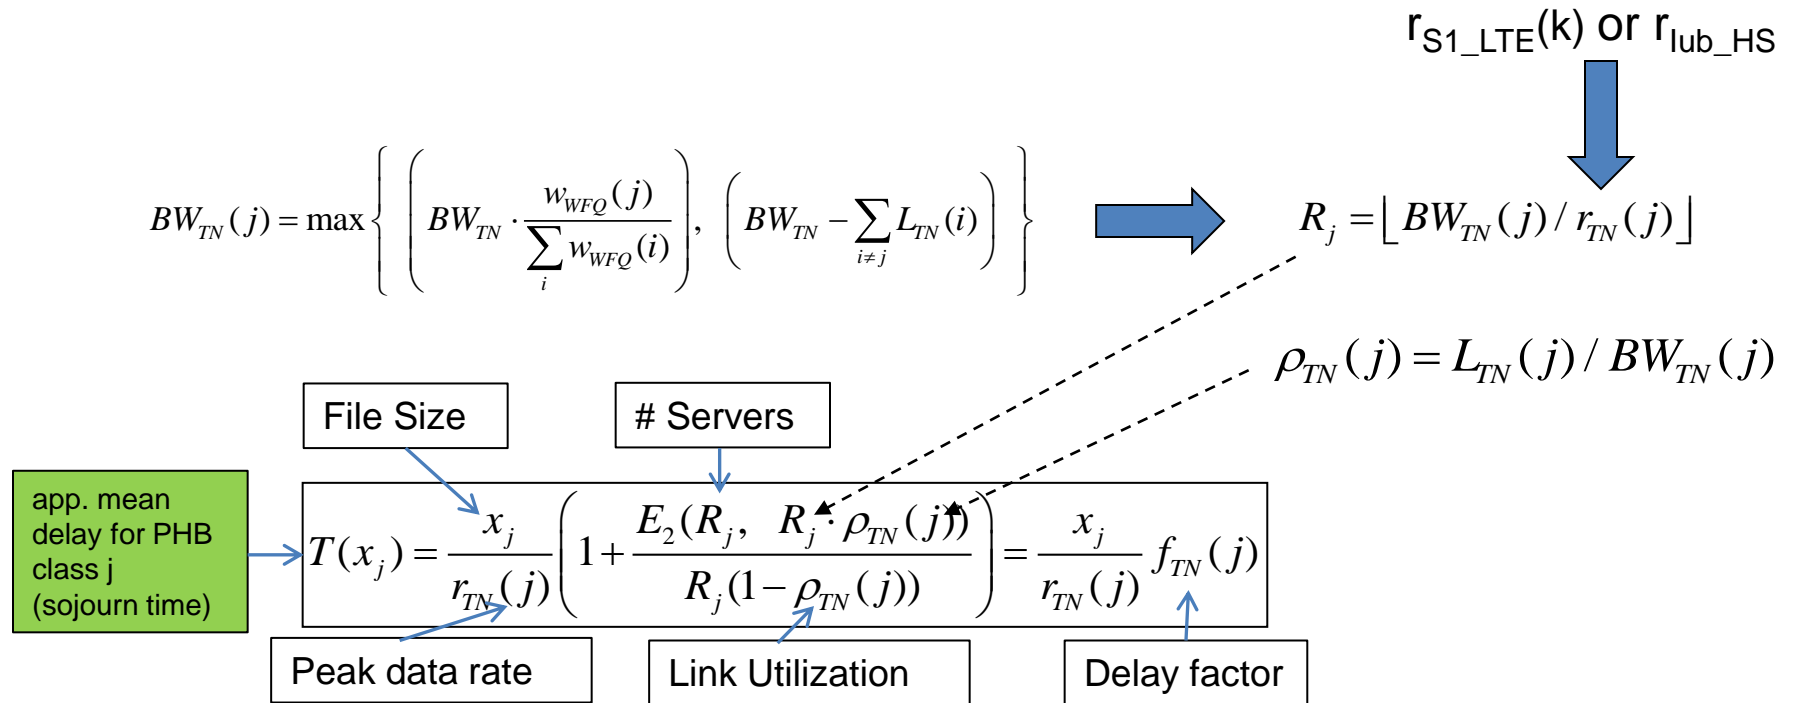 r_{S1_LTE}(k) or r_{Iub_HS}
BW_{TN}(j) = max{ (BW_{TN} · w_{WFQ}(j) / ∑_i w_{WFQ}(i)), (BW_{TN} − ∑_{i≠j} L_{TN}(i)) }
R_j = ⌊BW_{TN}(j) / r_{TN}(j)⌋
ρ_{TN}(j) = L_{TN}(j) / BW_{TN}(j)
File Size
# Servers
app. mean
delay for PHB
class j
(sojourn time)
T(x_j) = x_j / r_{TN}(j) (1 + E_2(R_j, R_j · ρ_{TN}(j)) / R_j(1 − ρ_{TN}(j))) = x_j / r_{TN}(j) f_{TN}(j)
Peak data rate
Link Utilization
Delay factor